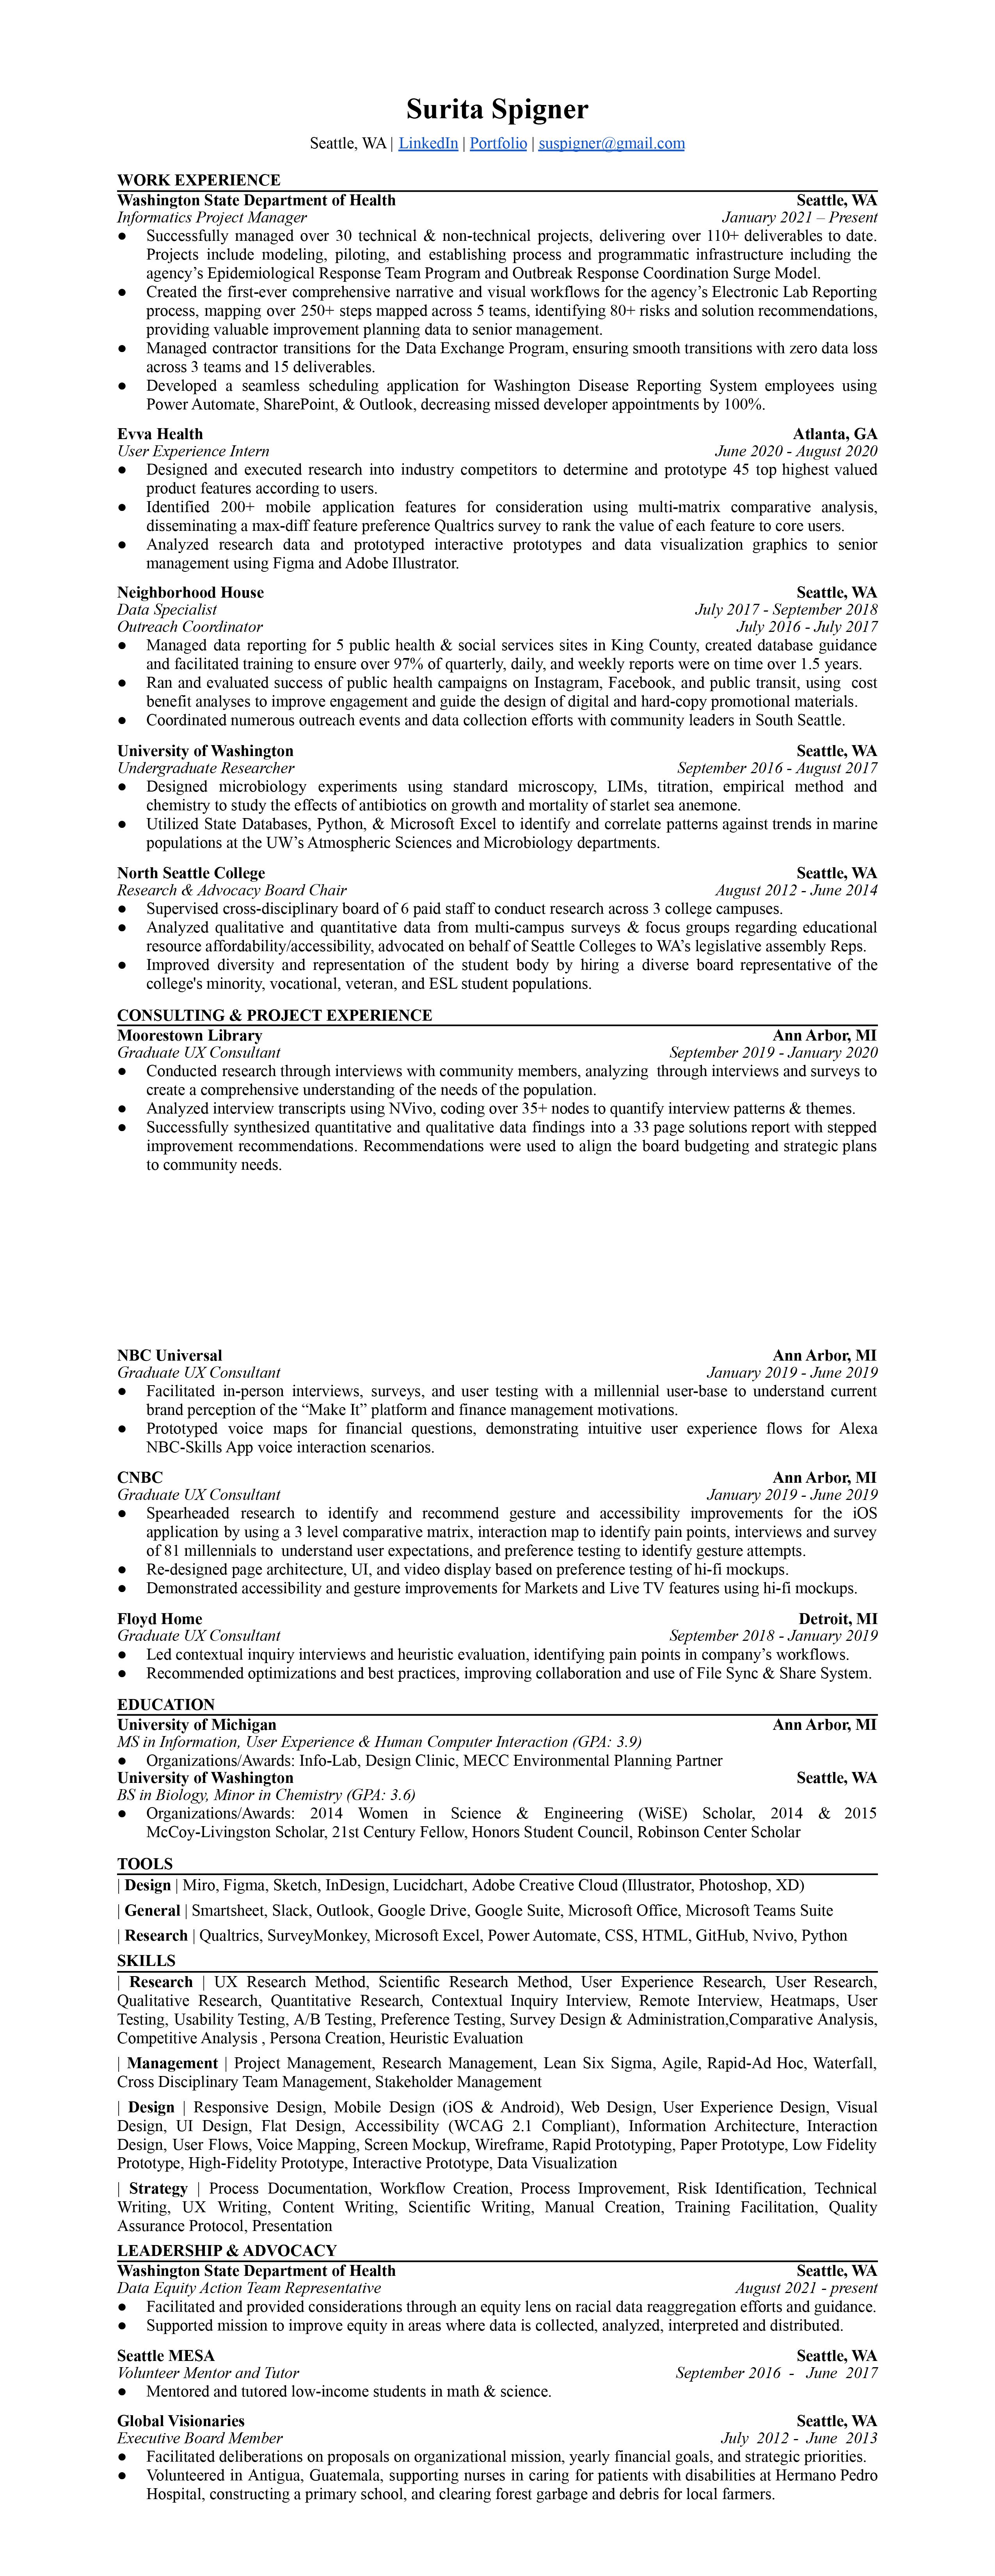 Surita Spigner
Seattle, WA | LinkedIn | Portfolio | suspigner@gmail.com
WORK EXPERIENCE
Washington State Department of Health Seattle, WA
Informatics Project Manager January 2021 – Present
● Successfully managed over 30 technical & non-technical projects, delivering over 110+ deliverables to date.
Projects include modeling, piloting, and establishing process and programmatic infrastructure including the
agency’s Epidemiological Response Team Program and Outbreak Response Coordination Surge Model.
● Created the first-ever comprehensive narrative and visual workflows for the agency’s Electronic Lab Reporting
process, mapping over 250+ steps mapped across 5 teams, identifying 80+ risks and solution recommendations,
providing valuable improvement planning data to senior management.
● Managed contractor transitions for the Data Exchange Program, ensuring smooth transitions with zero data loss
across 3 teams and 15 deliverables.
● Developed a seamless scheduling application for Washington Disease Reporting System employees using
Power Automate, SharePoint, & Outlook, decreasing missed developer appointments by 100%.
Evva Health Atlanta, GA
User Experience Intern June 2020 - August 2020
● Designed and executed research into industry competitors to determine and prototype 45 top highest valued
product features according to users.
● Identified 200+ mobile application features for consideration using multi-matrix comparative analysis,
disseminating a max-diff feature preference Qualtrics survey to rank the value of each feature to core users.
● Analyzed research data and prototyped interactive prototypes and data visualization graphics to senior
management using Figma and Adobe Illustrator.
Neighborhood House Seattle, WA
Data Specialist July 2017 - September 2018
Outreach Coordinator July 2016 - July 2017
● Managed data reporting for 5 public health & social services sites in King County, created database guidance
and facilitated training to ensure over 97% of quarterly, daily, and weekly reports were on time over 1.5 years.
● Ran and evaluated success of public health campaigns on Instagram, Facebook, and public transit, using cost
benefit analyses to improve engagement and guide the design of digital and hard-copy promotional materials.
● Coordinated numerous outreach events and data collection efforts with community leaders in South Seattle.
University of Washington Seattle, WA
Undergraduate Researcher September 2016 - August 2017
● Designed microbiology experiments using standard microscopy, LIMs, titration, empirical method and
chemistry to study the effects of antibiotics on growth and mortality of starlet sea anemone.
● Utilized State Databases, Python, & Microsoft Excel to identify and correlate patterns against trends in marine
populations at the UW’s Atmospheric Sciences and Microbiology departments.
North Seattle College Seattle, WA
Research & Advocacy Board Chair August 2012 - June 2014
● Supervised cross-disciplinary board of 6 paid staff to conduct research across 3 college campuses.
● Analyzed qualitative and quantitative data from multi-campus surveys & focus groups regarding educational
resource affordability/accessibility, advocated on behalf of Seattle Colleges to WA’s legislative assembly Reps.
● Improved diversity and representation of the student body by hiring a diverse board representative of the
college's minority, vocational, veteran, and ESL student populations.
CONSULTING & PROJECT EXPERIENCE
Moorestown Library Ann Arbor, MI
Graduate UX Consultant September 2019 - January 2020
● Conducted research through interviews with community members, analyzing through interviews and surveys to
create a comprehensive understanding of the needs of the population.
● Analyzed interview transcripts using NVivo, coding over 35+ nodes to quantify interview patterns & themes.
● Successfully synthesized quantitative and qualitative data findings into a 33 page solutions report with stepped
improvement recommendations. Recommendations were used to align the board budgeting and strategic plans
to community needs.
NBC Universal Ann Arbor, MI
Graduate UX Consultant January 2019 - June 2019
● Facilitated in-person interviews, surveys, and user testing with a millennial user-base to understand current
brand perception of the “Make It” platform and finance management motivations.
● Prototyped voice maps for financial questions, demonstrating intuitive user experience flows for Alexa
NBC-Skills App voice interaction scenarios.
CNBC Ann Arbor, MI
Graduate UX Consultant January 2019 - June 2019
● Spearheaded research to identify and recommend gesture and accessibility improvements for the iOS
application by using a 3 level comparative matrix, interaction map to identify pain points, interviews and survey
of 81 millennials to understand user expectations, and preference testing to identify gesture attempts.
● Re-designed page architecture, UI, and video display based on preference testing of hi-fi mockups.
● Demonstrated accessibility and gesture improvements for Markets and Live TV features using hi-fi mockups.
Floyd Home Detroit, MI
Graduate UX Consultant September 2018 - January 2019
● Led contextual inquiry interviews and heuristic evaluation, identifying pain points in company’s workflows.
● Recommended optimizations and best practices, improving collaboration and use of File Sync & Share System.
EDUCATION
University of Michigan Ann Arbor, MI
MS in Information, User Experience & Human Computer Interaction (GPA: 3.9)
● Organizations/Awards: Info-Lab, Design Clinic, MECC Environmental Planning Partner
University of Washington Seattle, WA
BS in Biology, Minor in Chemistry (GPA: 3.6)
● Organizations/Awards: 2014 Women in Science & Engineering (WiSE) Scholar, 2014 & 2015
McCoy-Livingston Scholar, 21st Century Fellow, Honors Student Council, Robinson Center Scholar
TOOLS
| Design | Miro, Figma, Sketch, InDesign, Lucidchart, Adobe Creative Cloud (Illustrator, Photoshop, XD)
| General | Smartsheet, Slack, Outlook, Google Drive, Google Suite, Microsoft Office, Microsoft Teams Suite
| Research | Qualtrics, SurveyMonkey, Microsoft Excel, Power Automate, CSS, HTML, GitHub, Nvivo, Python
SKILLS
| Research | UX Research Method, Scientific Research Method, User Experience Research, User Research,
Qualitative Research, Quantitative Research, Contextual Inquiry Interview, Remote Interview, Heatmaps, User
Testing, Usability Testing, A/B Testing, Preference Testing, Survey Design & Administration,Comparative Analysis,
Competitive Analysis , Persona Creation, Heuristic Evaluation
| Management | Project Management, Research Management, Lean Six Sigma, Agile, Rapid-Ad Hoc, Waterfall,
Cross Disciplinary Team Management, Stakeholder Management
| Design | Responsive Design, Mobile Design (iOS & Android), Web Design, User Experience Design, Visual
Design, UI Design, Flat Design, Accessibility (WCAG 2.1 Compliant), Information Architecture, Interaction
Design, User Flows, Voice Mapping, Screen Mockup, Wireframe, Rapid Prototyping, Paper Prototype, Low Fidelity
Prototype, High-Fidelity Prototype, Interactive Prototype, Data Visualization
| Strategy | Process Documentation, Workflow Creation, Process Improvement, Risk Identification, Technical
Writing, UX Writing, Content Writing, Scientific Writing, Manual Creation, Training Facilitation, Quality
Assurance Protocol, Presentation
LEADERSHIP & ADVOCACY
Washington State Department of Health Seattle, WA
Data Equity Action Team Representative August 2021 - present
● Facilitated and provided considerations through an equity lens on racial data reaggregation efforts and guidance.
● Supported mission to improve equity in areas where data is collected, analyzed, interpreted and distributed.
Seattle MESA Seattle, WA
Volunteer Mentor and Tutor September 2016 - June 2017
● Mentored and tutored low-income students in math & science.
Global Visionaries Seattle, WA
Executive Board Member July 2012 - June 2013
● Facilitated deliberations on proposals on organizational mission, yearly financial goals, and strategic priorities.
● Volunteered in Antigua, Guatemala, supporting nurses in caring for patients with disabilities at Hermano Pedro
Hospital, constructing a primary school, and clearing forest garbage and debris for local farmers.